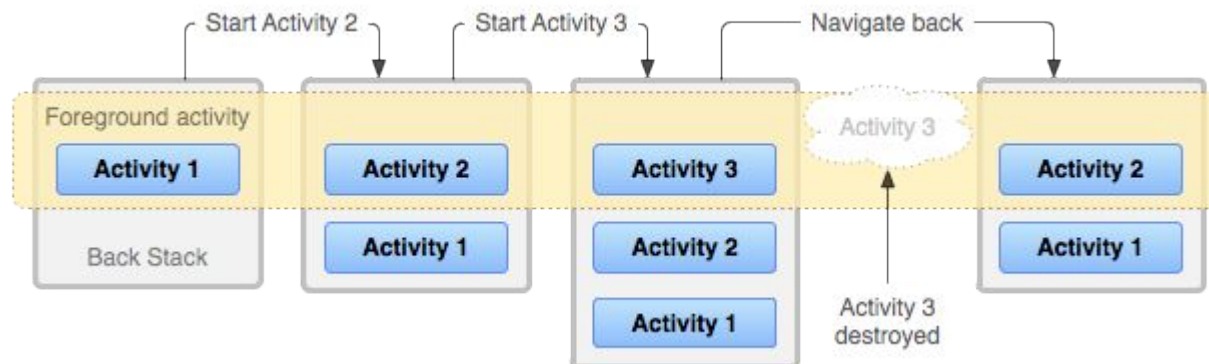 Start Activity 2
Start Activity 3
Navigate back
Foreground activity
Activity 1
Back Stack
Activity 2
Activity 1
Activity 3
Activity 2
Activity 1
Activity 3
Activity 3
destroyed
Activity 2
Activity 1